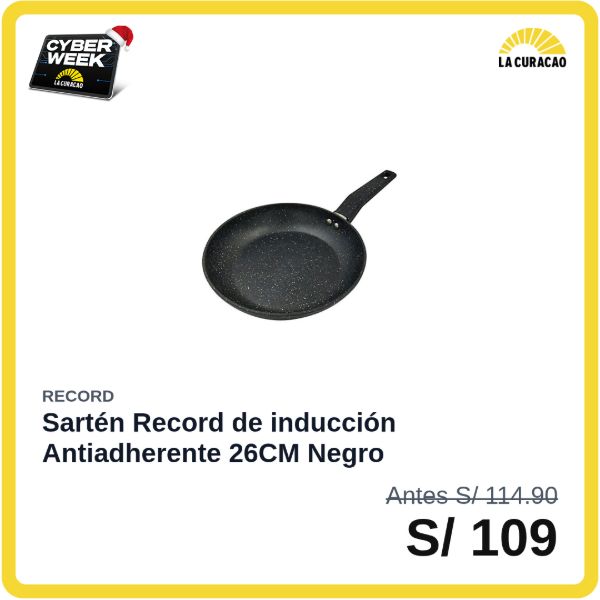 CYBER
WEEK
LA CURACAO
LA CURACAO
RECORD
Sartén Record de inducción
Antiadherente 26CM Negro
Antes S/ 114.90
S/ 109